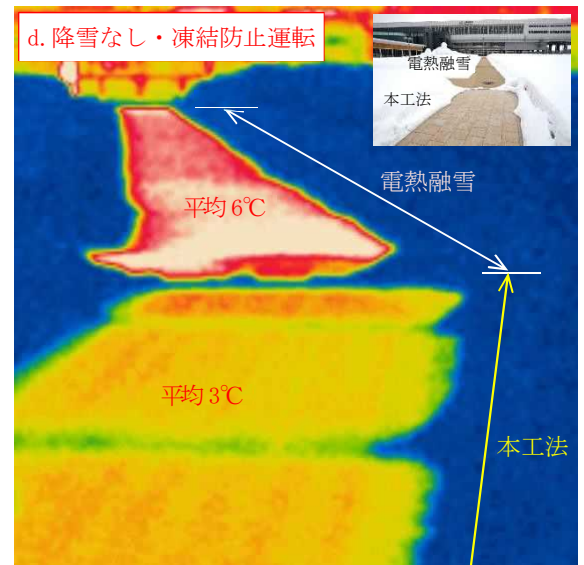 d. 降雪なし・凍結防止運転
電熱融雪
本工法
電熱融雪
平均 6℃
平均 3℃
本工法